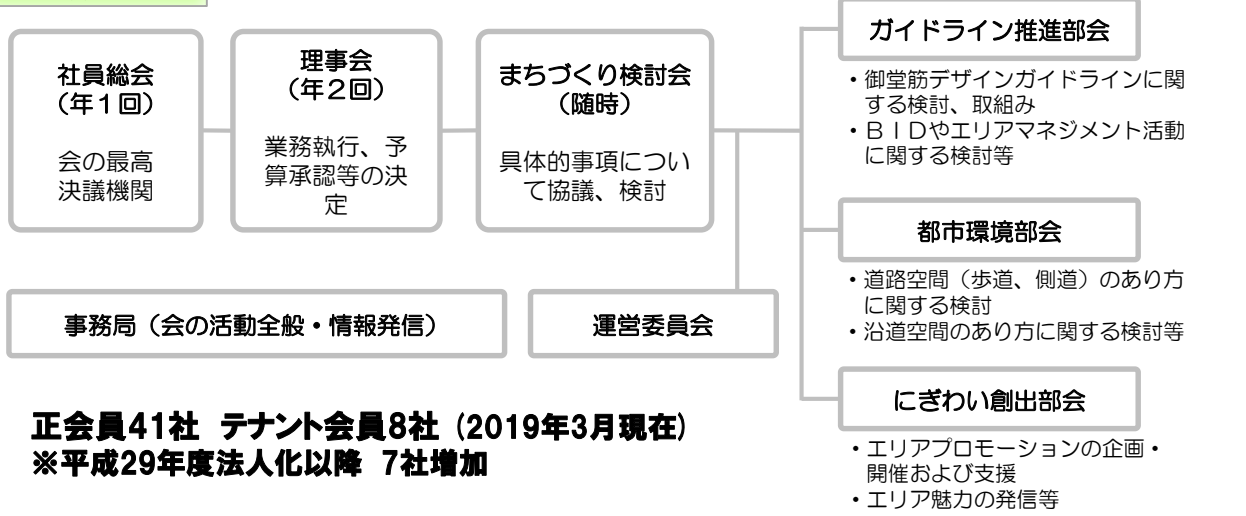 社員総会
（年１回）
会の最高
決議機関
理事会
（年２回）
業務執行、予
算承認等の決
定
まちづくり検討会
（随時）
具体的事項につい
て協議、検討
ガイドライン推進部会
・御堂筋デザインガイドラインに関
する検討、取組み
・ＢＩＤやエリアマネジメント活動
に関する検討等
都市環境部会
・道路空間（歩道、側道）のあり方
に関する検討
・沿道空間のあり方に関する検討等
にぎわい創出部会
・エリアプロモーションの企画・
開催および支援
・エリア魅力の発信等
事務局（会の活動全般・情報発信）
運営委員会
正会員41社 テナント会員8社 (2019年3月現在)
※平成29年度法人化以降 7社増加